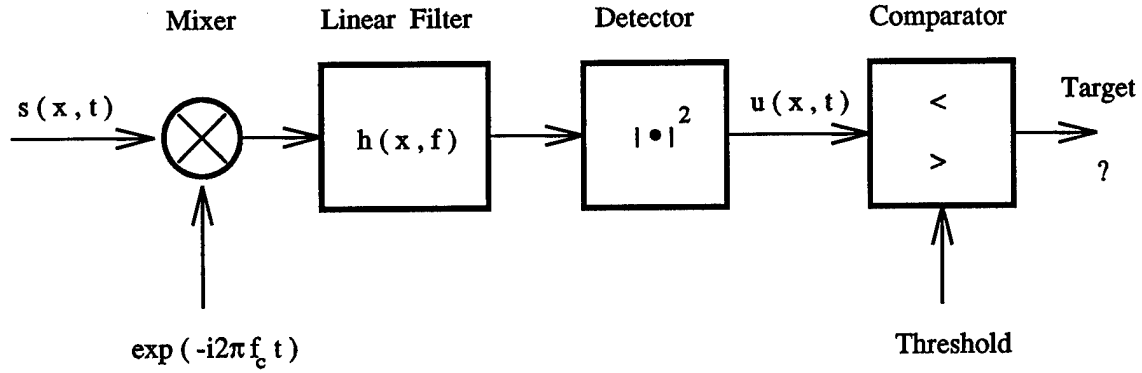 Mixer
Linear Filter
Detector
Comparator
s ( x , t )
h ( x , f )
| • | 2
u ( x , t )
<
>
Target
?
exp ( -i2π f c t )
Threshold